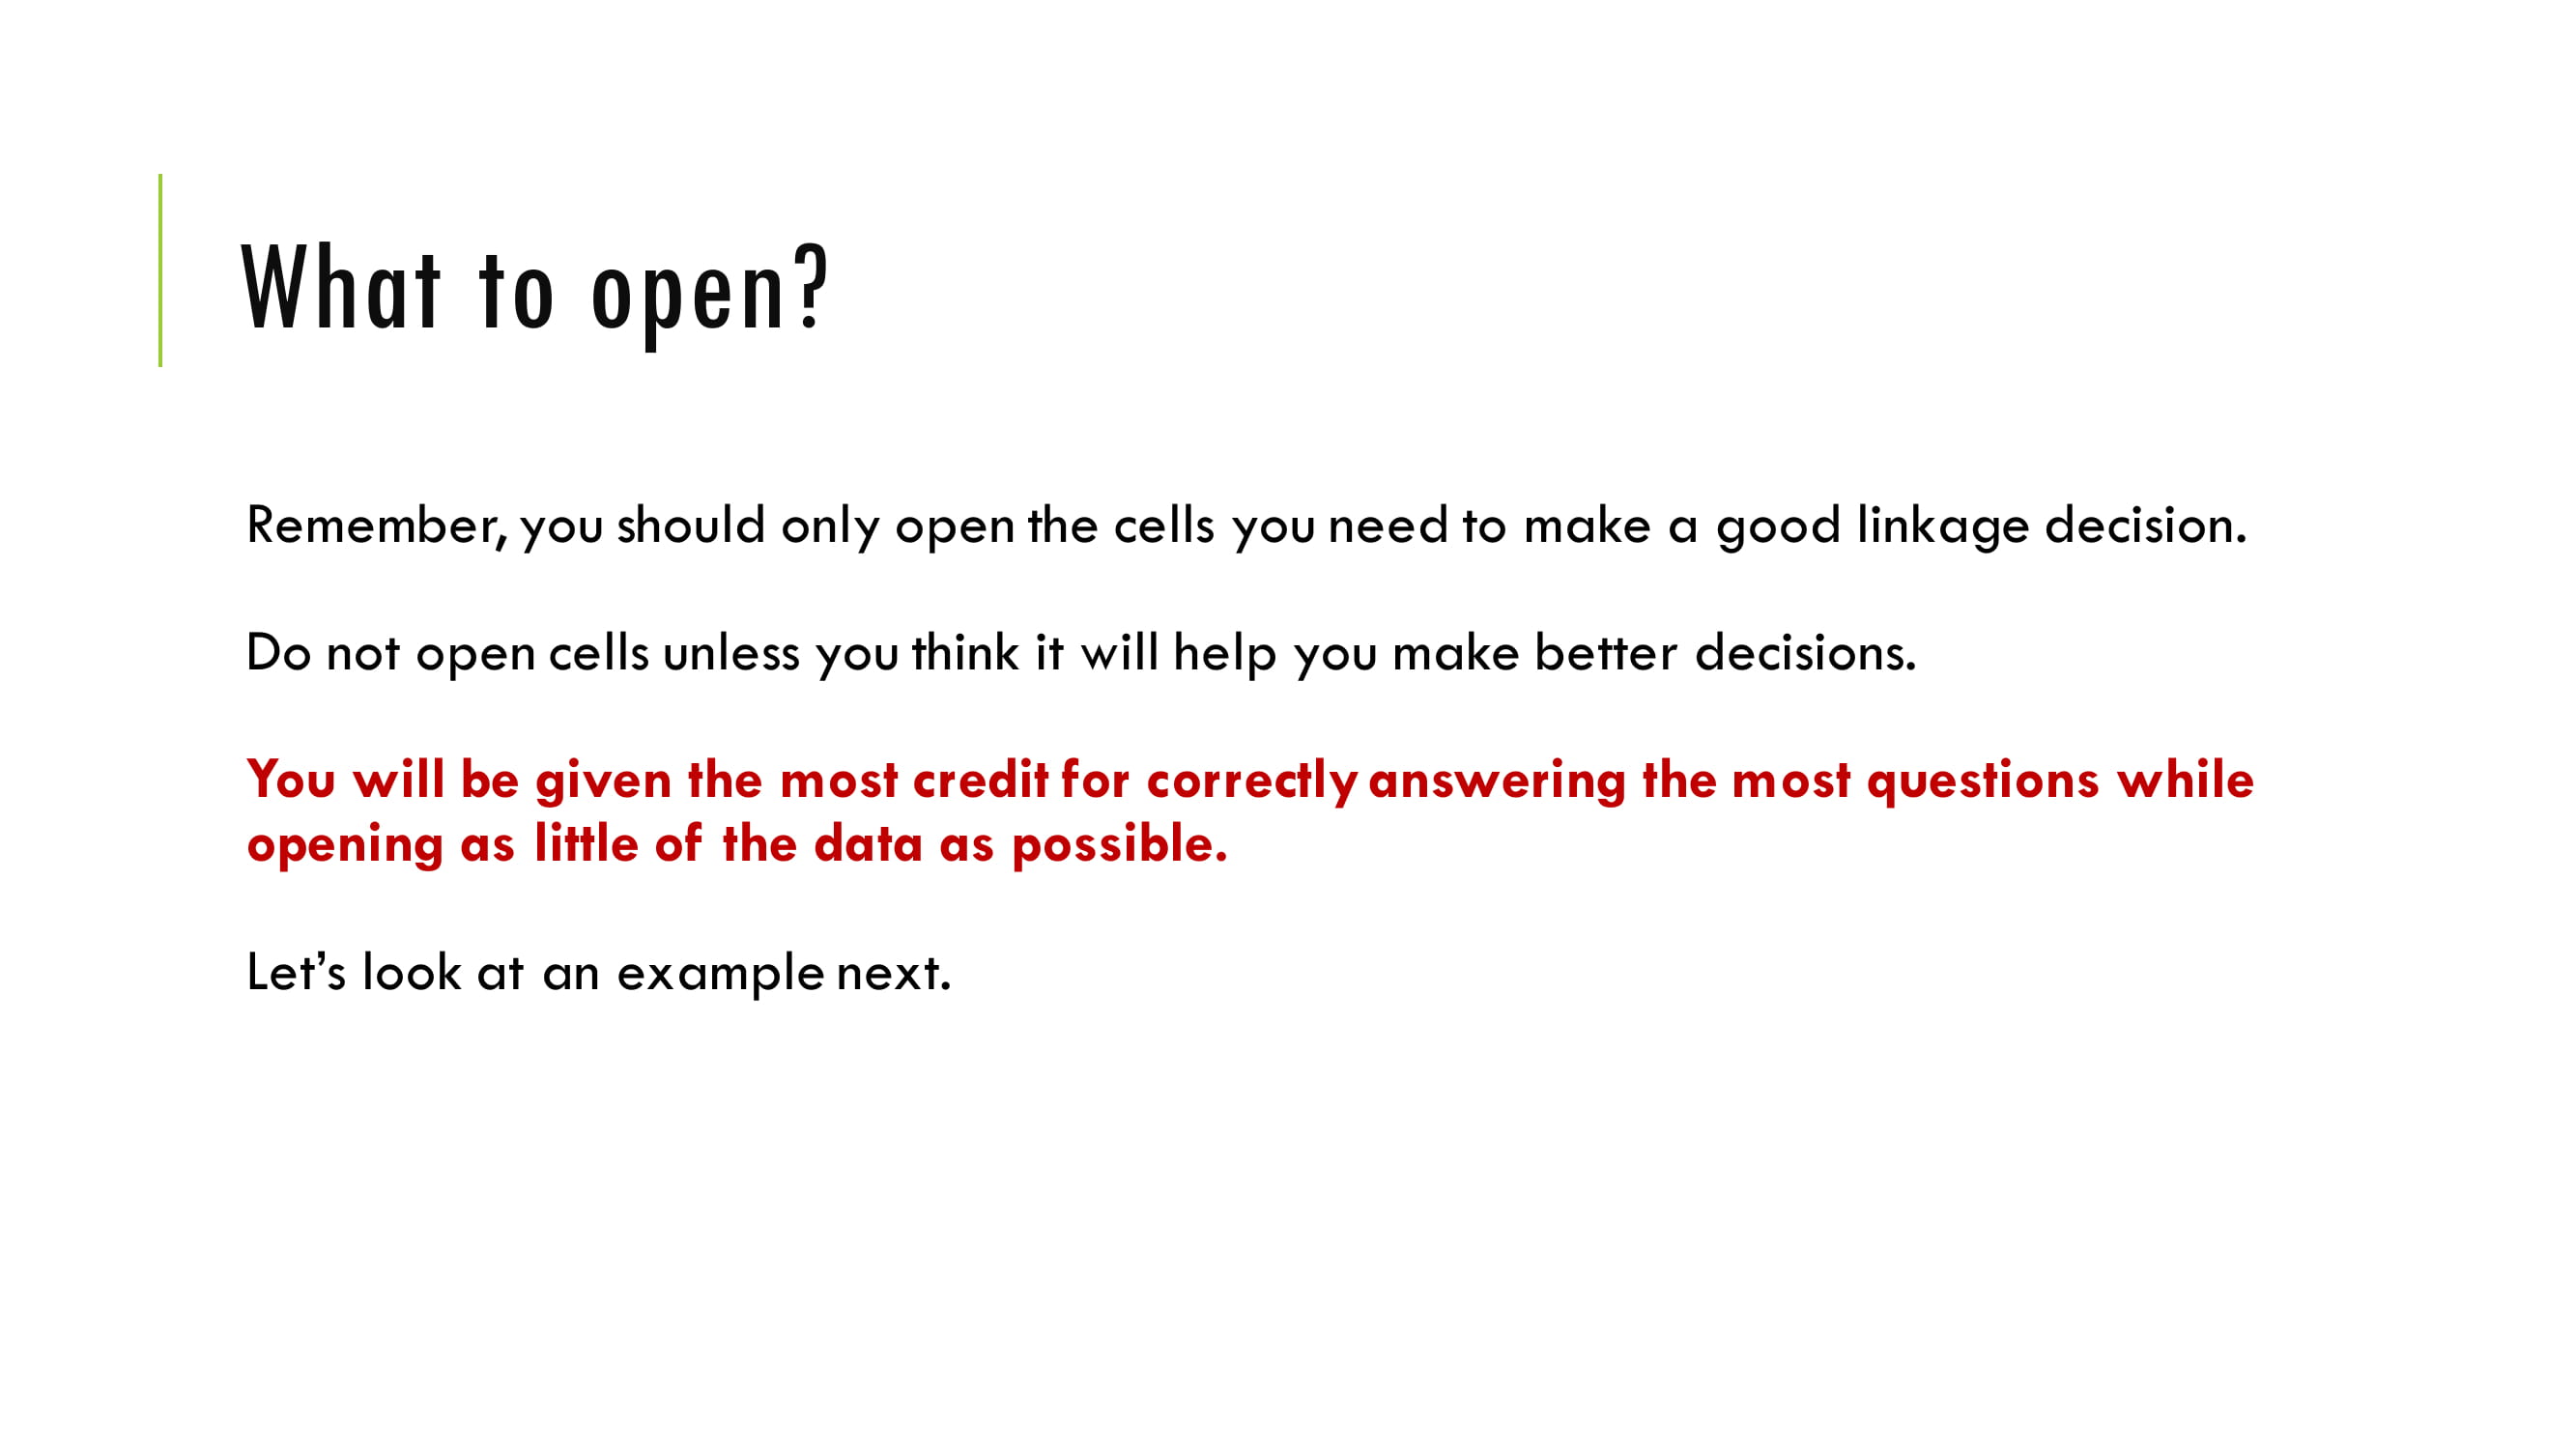 What to open?
Remember, you should only open the cells you need to make a good linkage decision.
Do not open cells unless you think it will help you make better decisions.
You will be given the most credit for correctly answering the most questions while
opening as little of the data as possible.
Let’s look at an example next.